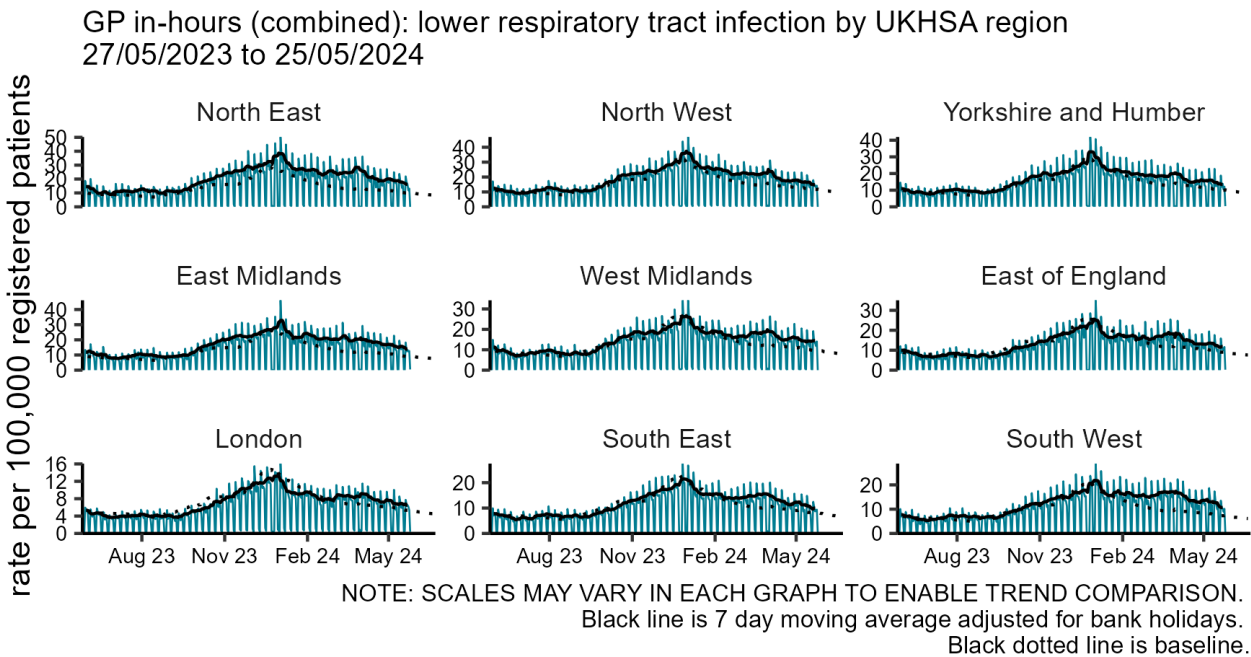 GP in-hours (combined): lower respiratory tract infection by UKHSA region
27/05/2023 to 25/05/2024
rate per 100,000 registered patients
North East
50
40
30
20
10
0
North West
40
30
20
10
0
Yorkshire and Humber
40
30
20
10
0
East Midlands
40
30
20
10
0
West Midlands
30
20
10
0
East of England
30
20
10
0
London
16
12
8
4
0
South East
20
10
0
South West
20
10
0
Aug 23 Nov 23 Feb 24 May 24
Aug 23 Nov 23 Feb 24 May 24
Aug 23 Nov 23 Feb 24 May 24
NOTE: SCALES MAY VARY IN EACH GRAPH TO ENABLE TREND COMPARISON.
Black line is 7 day moving average adjusted for bank holidays.
Black dotted line is baseline.